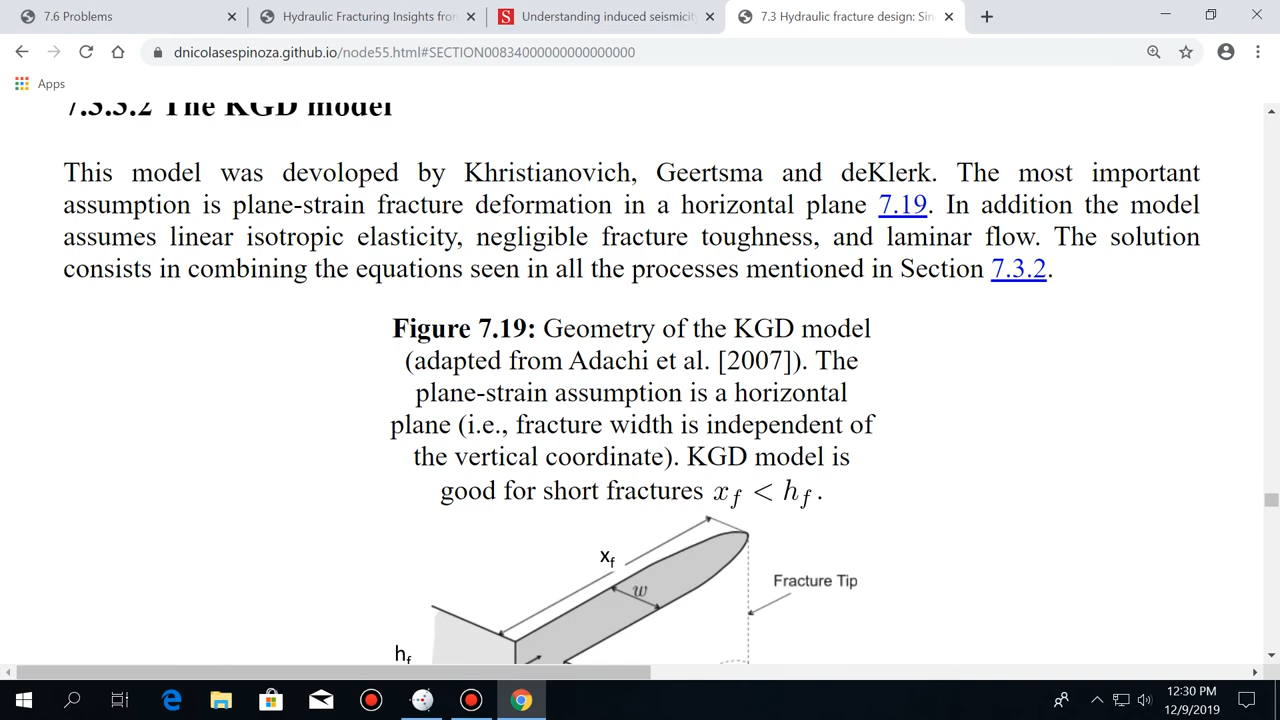 7.6 Problems
Hydraulic Fracturing Insights fron
S
Understanding induced seismicity
7.3 Hydraulic fracture design: Sin
dnicolasespinoza.github.io/node55.html#SECTION00834000000000000000
Apps
7.3.3.2 The KGD model
This model was devoloped by Khristianovich, Geertsma and deKlerk. The most important
assumption is plane-strain fracture deformation in a horizontal plane 7.19. In addition the model
assumes linear isotropic elasticity, negligible fracture toughness, and laminar flow. The solution
consists in combining the equations seen in all the processes mentioned in Section 7.3.2.
Figure 7.19: Geometry of the KGD model
(adapted from Adachi et al. [2007]). The
plane-strain assumption is a horizontal
plane (i.e., fracture width is independent of
the vertical coordinate). KGD model is
good for short fractures x_f < h_f.
x_f
w
Fracture Tip
h_f
12:30 PM
12/9/2019